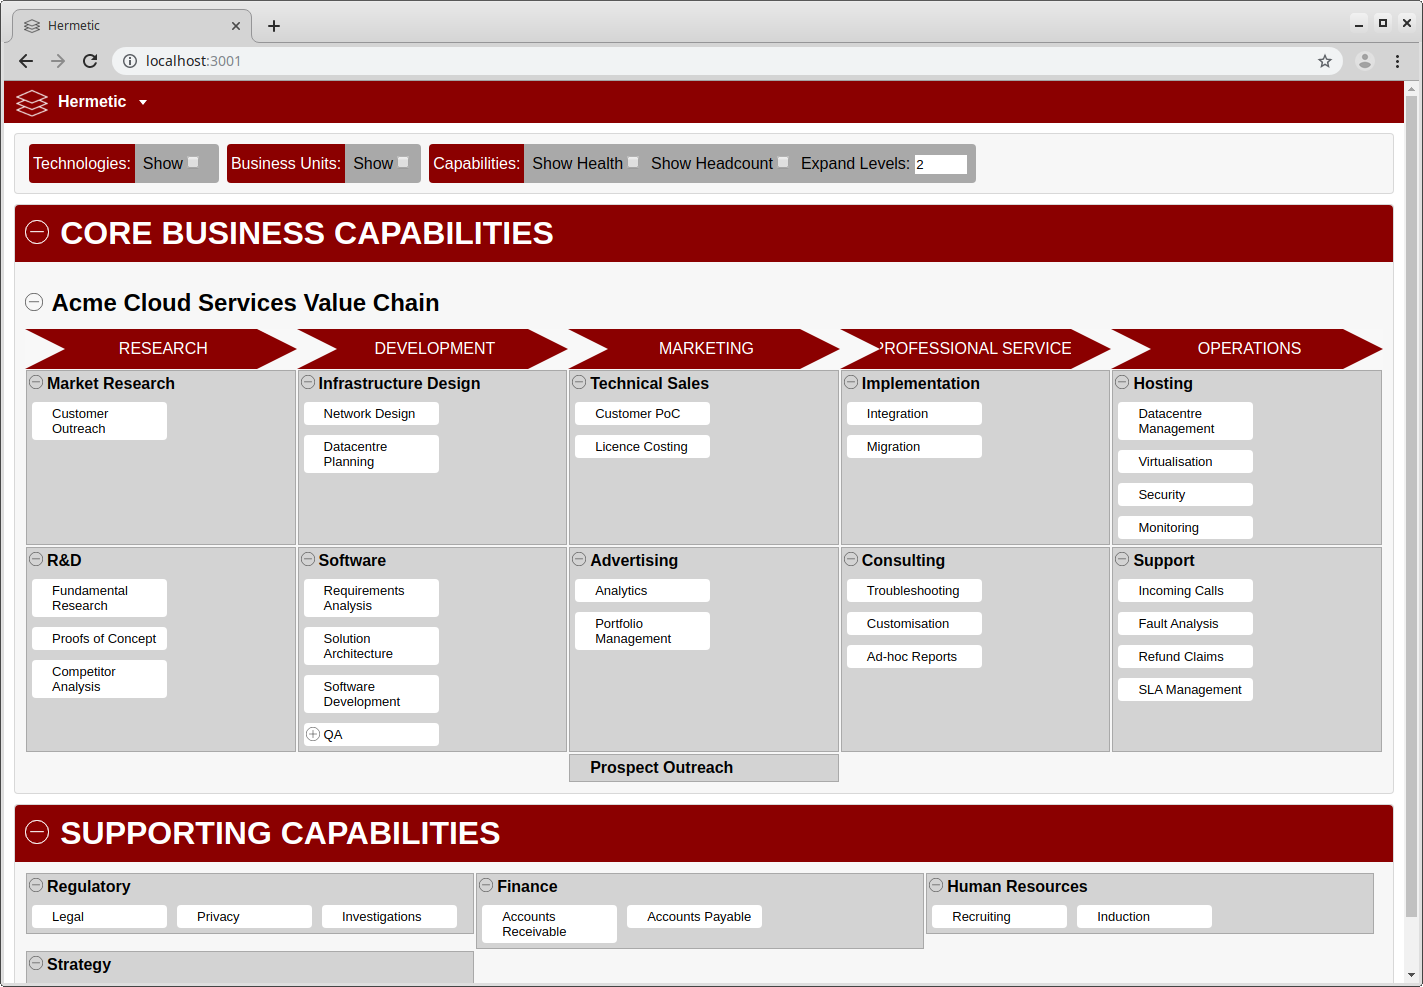 Hermetic
localhost:3001
Hermetic
Technologies: Show Business Units: Show Capabilities: Show Health Show Headcount Expand Levels: 2
CORE BUSINESS CAPABILITIES
Acme Cloud Services Value Chain
RESEARCH
DEVELOPMENT
MARKETING
PROFESSIONAL SERVICE
OPERATIONS
Market Research
Customer
Outreach
Infrastructure Design
Network Design
Datacentre
Planning
Technical Sales
Customer PoC
Licence Costing
Implementation
Integration
Migration
Hosting
Datacentre
Management
Virtualisation
Security
Monitoring
R&D
Fundamental
Research
Proofs of Concept
Competitor
Analysis
Software
Requirements
Analysis
Solution
Architecture
Software
Development
QA
Advertising
Analytics
Portfolio
Management
Consulting
Troubleshooting
Customisation
Ad-hoc Reports
Support
Incoming Calls
Fault Analysis
Refund Claims
SLA Management
Prospect Outreach
SUPPORTING CAPABILITIES
Regulatory
Legal
Privacy
Investigations
Finance
Accounts
Receivable
Accounts Payable
Human Resources
Recruiting
Induction
Strategy